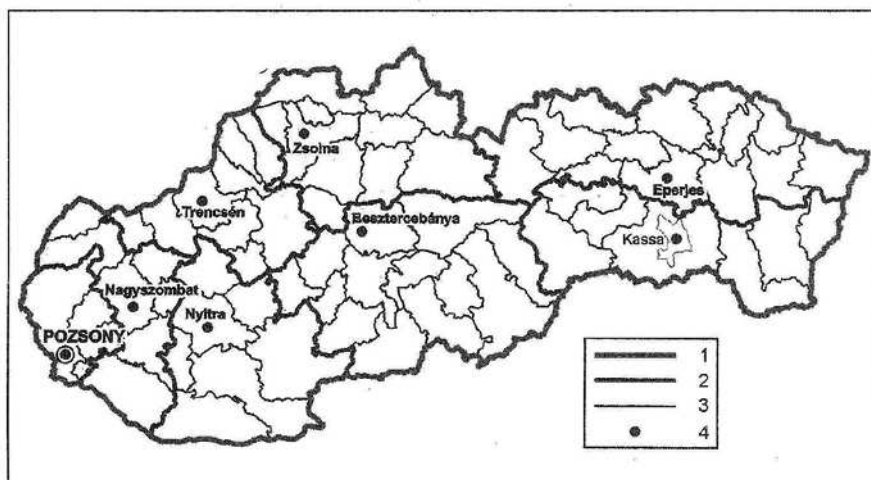 Zsolna
Trencsén
Eperjes
Besztercebánya
Kassa
Nagyszombat
Nyitra
POZSONY
1
2
3
4